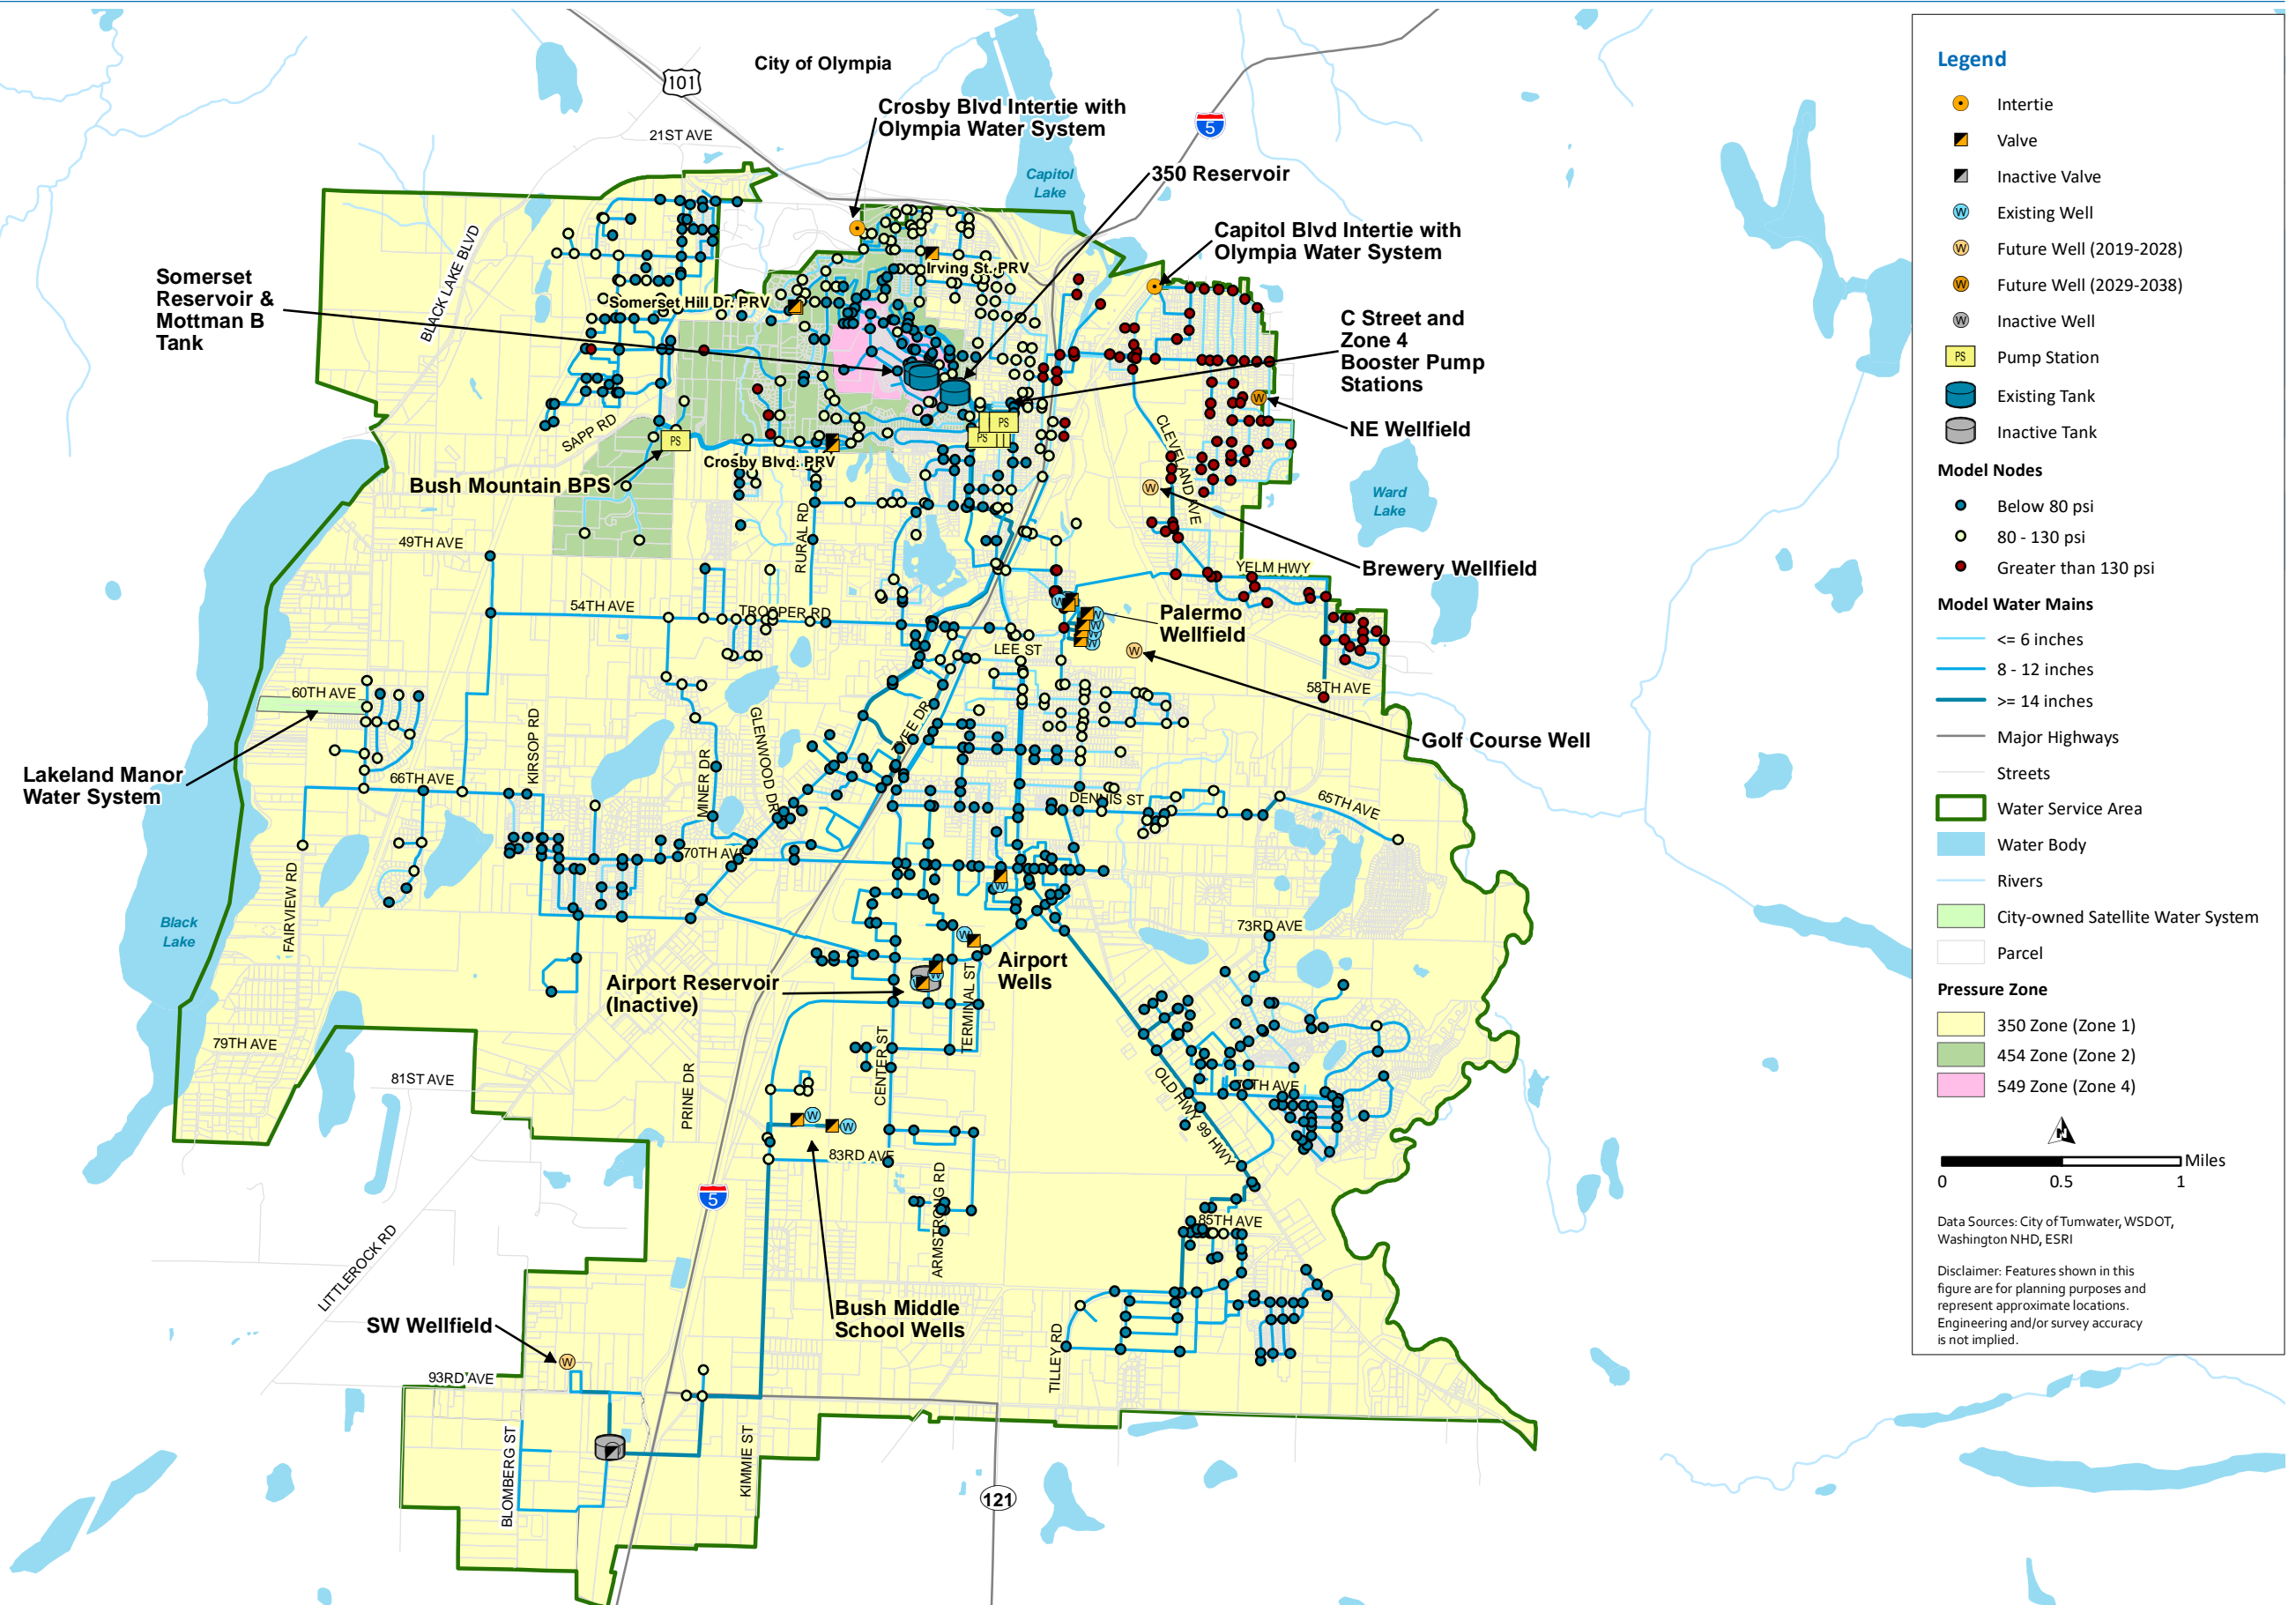 City of Olympia
101
21ST AVE
Crosby Blvd Intertie with
Olympia Water System
5
Capitol
Lake
350 Reservoir
Capitol Blvd Intertie with
Olympia Water System
Somerset
Reservoir &
Mottman B
Tank
BLACK LAKE BLVD
Irving St. PRV
Somerset Hill Dr. PRV
C Street and
Zone 4
Booster Pump
Stations
W
NE Wellfield
SAPP RD
PS
PS
PS
Crosby Blvd. PRV
CLEVELAND AVE
Bush Mountain BPS
W
Ward
Lake
RURAL RD
49TH AVE
Brewery Wellfield
YELM HWY
54TH AVE
TROSPER RD
W
W
W
W
W
Palermo
Wellfield
LEE ST
W
60TH AVE
58TH AVE
KIRSOP RD
GLENWOOD DR
TYEE DR
Golf Course Well
MINER DR
Lakeland Manor
Water System
66TH AVE
DENNIS ST
65TH AVE
70TH AVE
W
FAIRVIEW RD
Black
Lake
73RD AVE
W
Airport
Wells
Airport Reservoir
(Inactive)
W
TERMINAL ST
CENTER ST
79TH AVE
81ST AVE
PRINE DR
OLD HWY 99 HWY
W
W
83RD AVE
5
ARMSTRONG RD
85TH AVE
LITTLEROCK RD
Bush Middle
School Wells
SW Wellfield
W
TILLEY RD
93RD AVE
BLOMBERG ST
KIMMIE ST
121
Legend
Intertie
Valve
Inactive Valve
W Existing Well
W Future Well (2019-2028)
W Future Well (2029-2038)
W Inactive Well
PS Pump Station
Existing Tank
Inactive Tank
Model Nodes
Below 80 psi
80 - 130 psi
Greater than 130 psi
Model Water Mains
<= 6 inches
8 - 12 inches
>= 14 inches
Major Highways
Streets
Water Service Area
Water Body
Rivers
City-owned Satellite Water System
Parcel
Pressure Zone
350 Zone (Zone 1)
454 Zone (Zone 2)
549 Zone (Zone 4)
Miles
0 0.5 1
Data Sources: City of Tumwater, WSDOT,
Washington NHD, ESRI
Disclaimer: Features shown in this
figure are for planning purposes and
represent approximate locations.
Engineering and/or survey accuracy
is not implied.